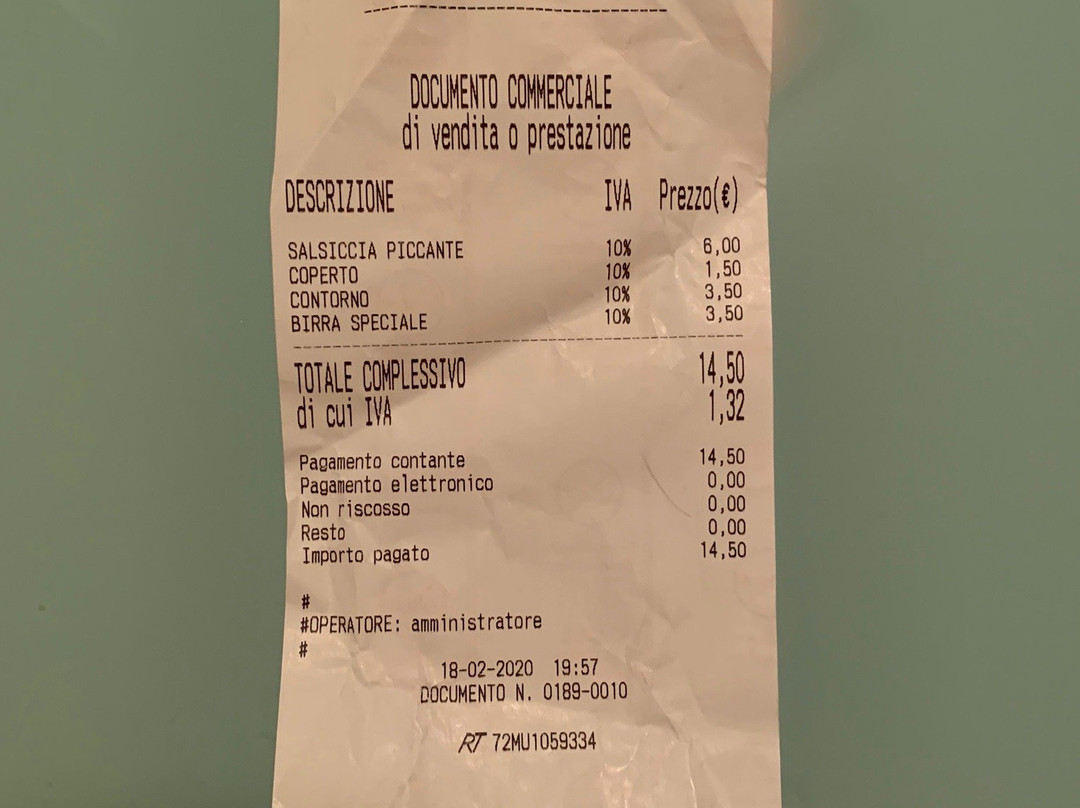 DOCUMENTO COMMERCIALE
di vendita o prestazione
DESCRIZIONE IVA Prezzo(€)
SALSICCIA PICCANTE 10% 6,00
COPERTO 10% 1,50
CONTORNO 10% 3,50
BIRRA SPECIALE 10% 3,50
TOTALE COMPLESSIVO 14,50
di cui IVA 1,32
Pagamento contante 14,50
Pagamento elettronico 0,00
Non riscosso 0,00
Resto 0,00
Importo pagato 14,50
#
#OPERATORE: amministratore
#
18-02-2020 19:57
DOCUMENTO N. 0189-0010
RT 72MU1059334